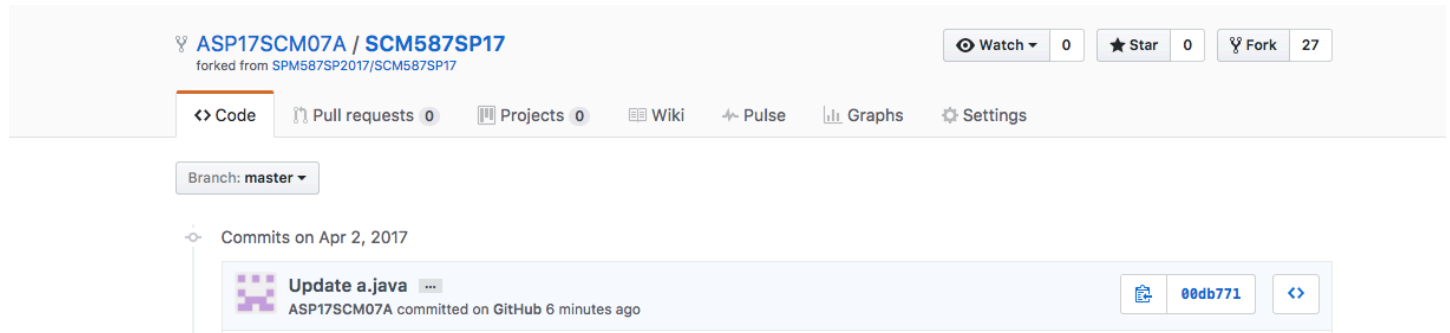 ASP17SCM07A / SCM587SP17
Watch 0 Star 0 Fork 27
forked from SPM587SP2017/SCM587SP17
<> Code Pull requests 0 Projects 0 Wiki Pulse Graphs Settings
Branch: master
Commits on Apr 2, 2017
Update a.java ...
00db771 <>
ASP17SCM07A committed on GitHub 6 minutes ago